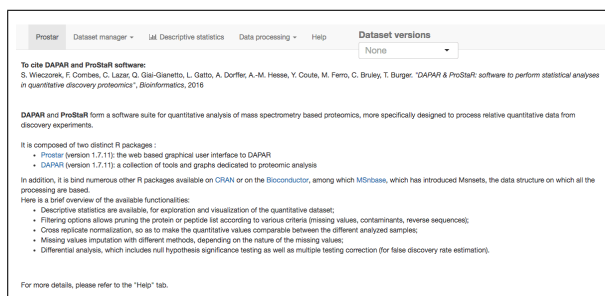 Prostar Dataset manager Descriptive statistics Data processing Help Dataset versions
None
To cite DAPAR and ProStaR software:
S. Wieczorek, F. Combes, C. Lazar, Q. Giai-Gianetto, L. Gatto, A. Dorffer, A.-M. Hesse, Y. Coute, M. Ferro, C. Bruley, T. Burger. "DAPAR & ProStaR: software to perform statistical analyses
in quantitative discovery proteomics", Bioinformatics, 2016
DAPAR and ProStaR form a software suite for quantitative analysis of mass spectrometry based proteomics, more specifically designed to process relative quantitative data from
discovery experiments.
It is composed of two distinct R packages :
• Prostar (version 1.7.11): the web based graphical user interface to DAPAR
• DAPAR (version 1.7.11): a collection of tools and graphs dedicated to proteomic analysis
In addition, it is bind numerous other R packages available on CRAN or on the Bioconductor, among which MSnbase, which has introduced Msnsets, the data structure on which all the
processing are based.
Here is a brief overview of the available functionalities:
• Descriptive statistics are available, for exploration and visualization of the quantitative dataset;
• Filtering options allows pruning the protein or peptide list according to various criteria (missing values, contaminants, reverse sequences);
• Cross replicate normalization, so as to make the quantitative values comparable between the different analyzed samples;
• Missing values imputation with different methods, depending on the nature of the missing values;
• Differential analysis, which includes null hypothesis significance testing as well as multiple testing correction (for false discovery rate estimation).
For more details, please refer to the "Help" tab.